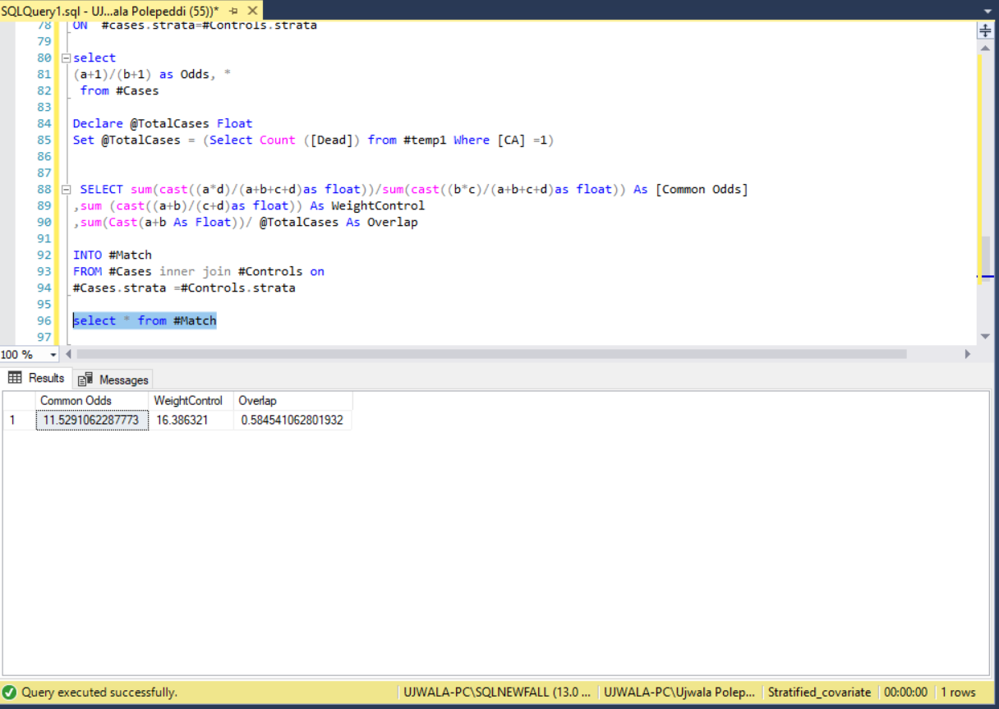 SQLQuery1.sql - UJ...ala Polepeddi (55))*
78 ON #cases.strata=#Controls.strata
79
80 select
81 (a+1)/(b+1) as Odds, *
82 from #Cases
83
84 Declare @TotalCases Float
85 Set @TotalCases = (Select Count ([Dead]) from #temp1 Where [CA] =1)
86
87
88 SELECT sum(cast((a*d)/(a+b+c+d)as float))/sum(cast((b*c)/(a+b+c+d)as float)) As [Common Odds]
89 ,sum (cast((a+b)/(c+d)as float)) As WeightControl
90 ,sum(Cast(a+b As Float))/ @TotalCases As Overlap
91
92 INTO #Match
93 FROM #Cases inner join #Controls on
94 #Cases.strata =#Controls.strata
95
96 select * from #Match
97
100 %
Results Messages
Common Odds WeightControl Overlap
1 11.5291062287773 16.386321 0.584541062801932
Query executed successfully. UJWALA-PC\SQLNEWFALL (13.0 ... UJWALA-PC\Ujwala Polep... Stratified_covariate 00:00:00 1 rows